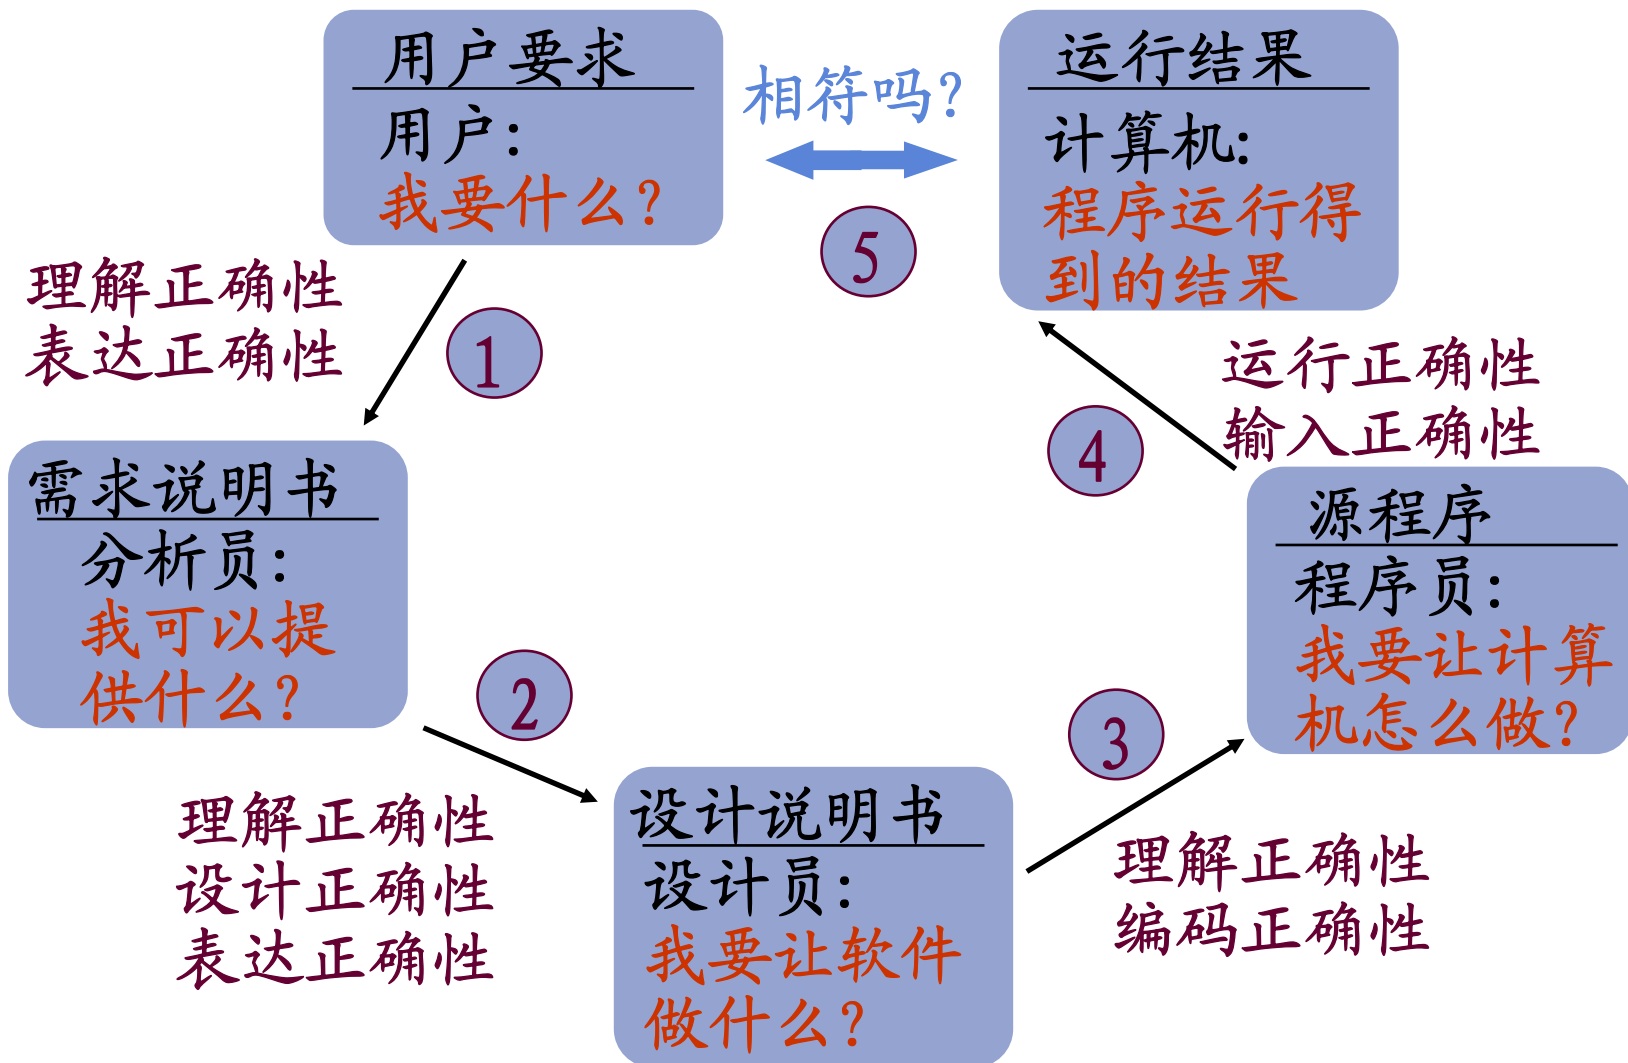 用户要求
用户:
我要什么?
相符吗?
5
运行结果
计算机:
程序运行得
到的结果
理解正确性
表达正确性
1
运行正确性
输入正确性
4
需求说明书
分析员:
我可以提
供什么?
2
源程序
程序员:
我要让计算
机怎么做?
3
理解正确性
设计正确性
表达正确性
设计说明书
设计员:
我要让软件
做什么?
理解正确性
编码正确性